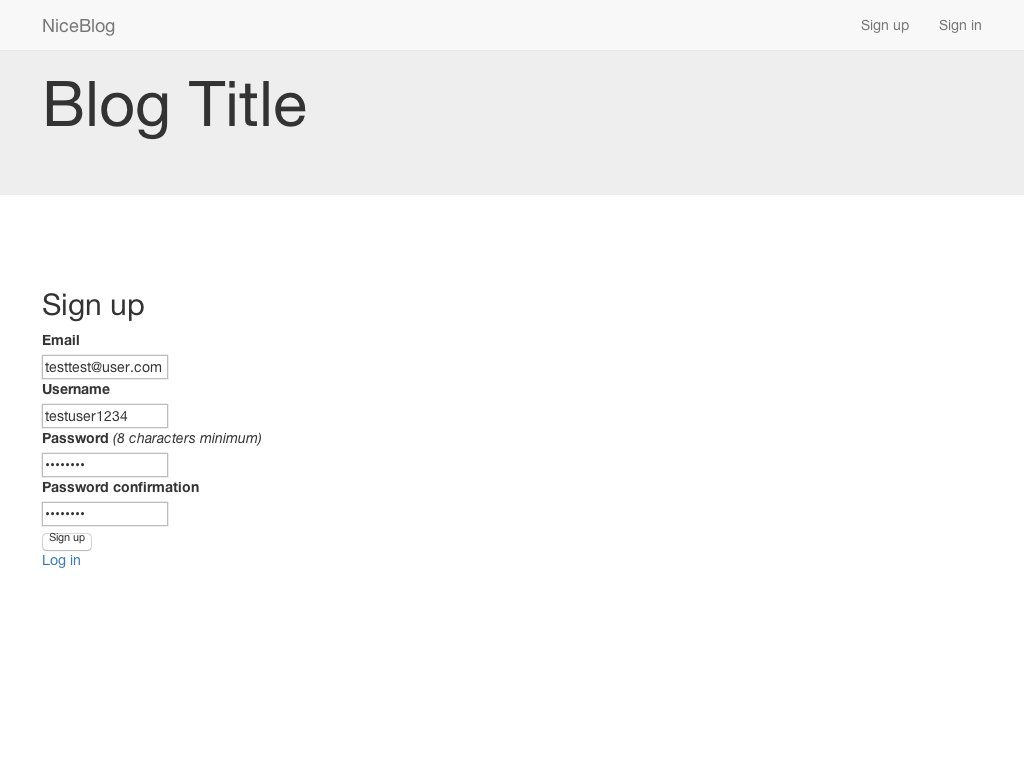 NiceBlog Sign up Sign in
Blog Title
Sign up
Email
testtest@user.com
Username
testuser1234
Password (8 characters minimum)
••••••••
Password confirmation
••••••••
Sign up
Log in